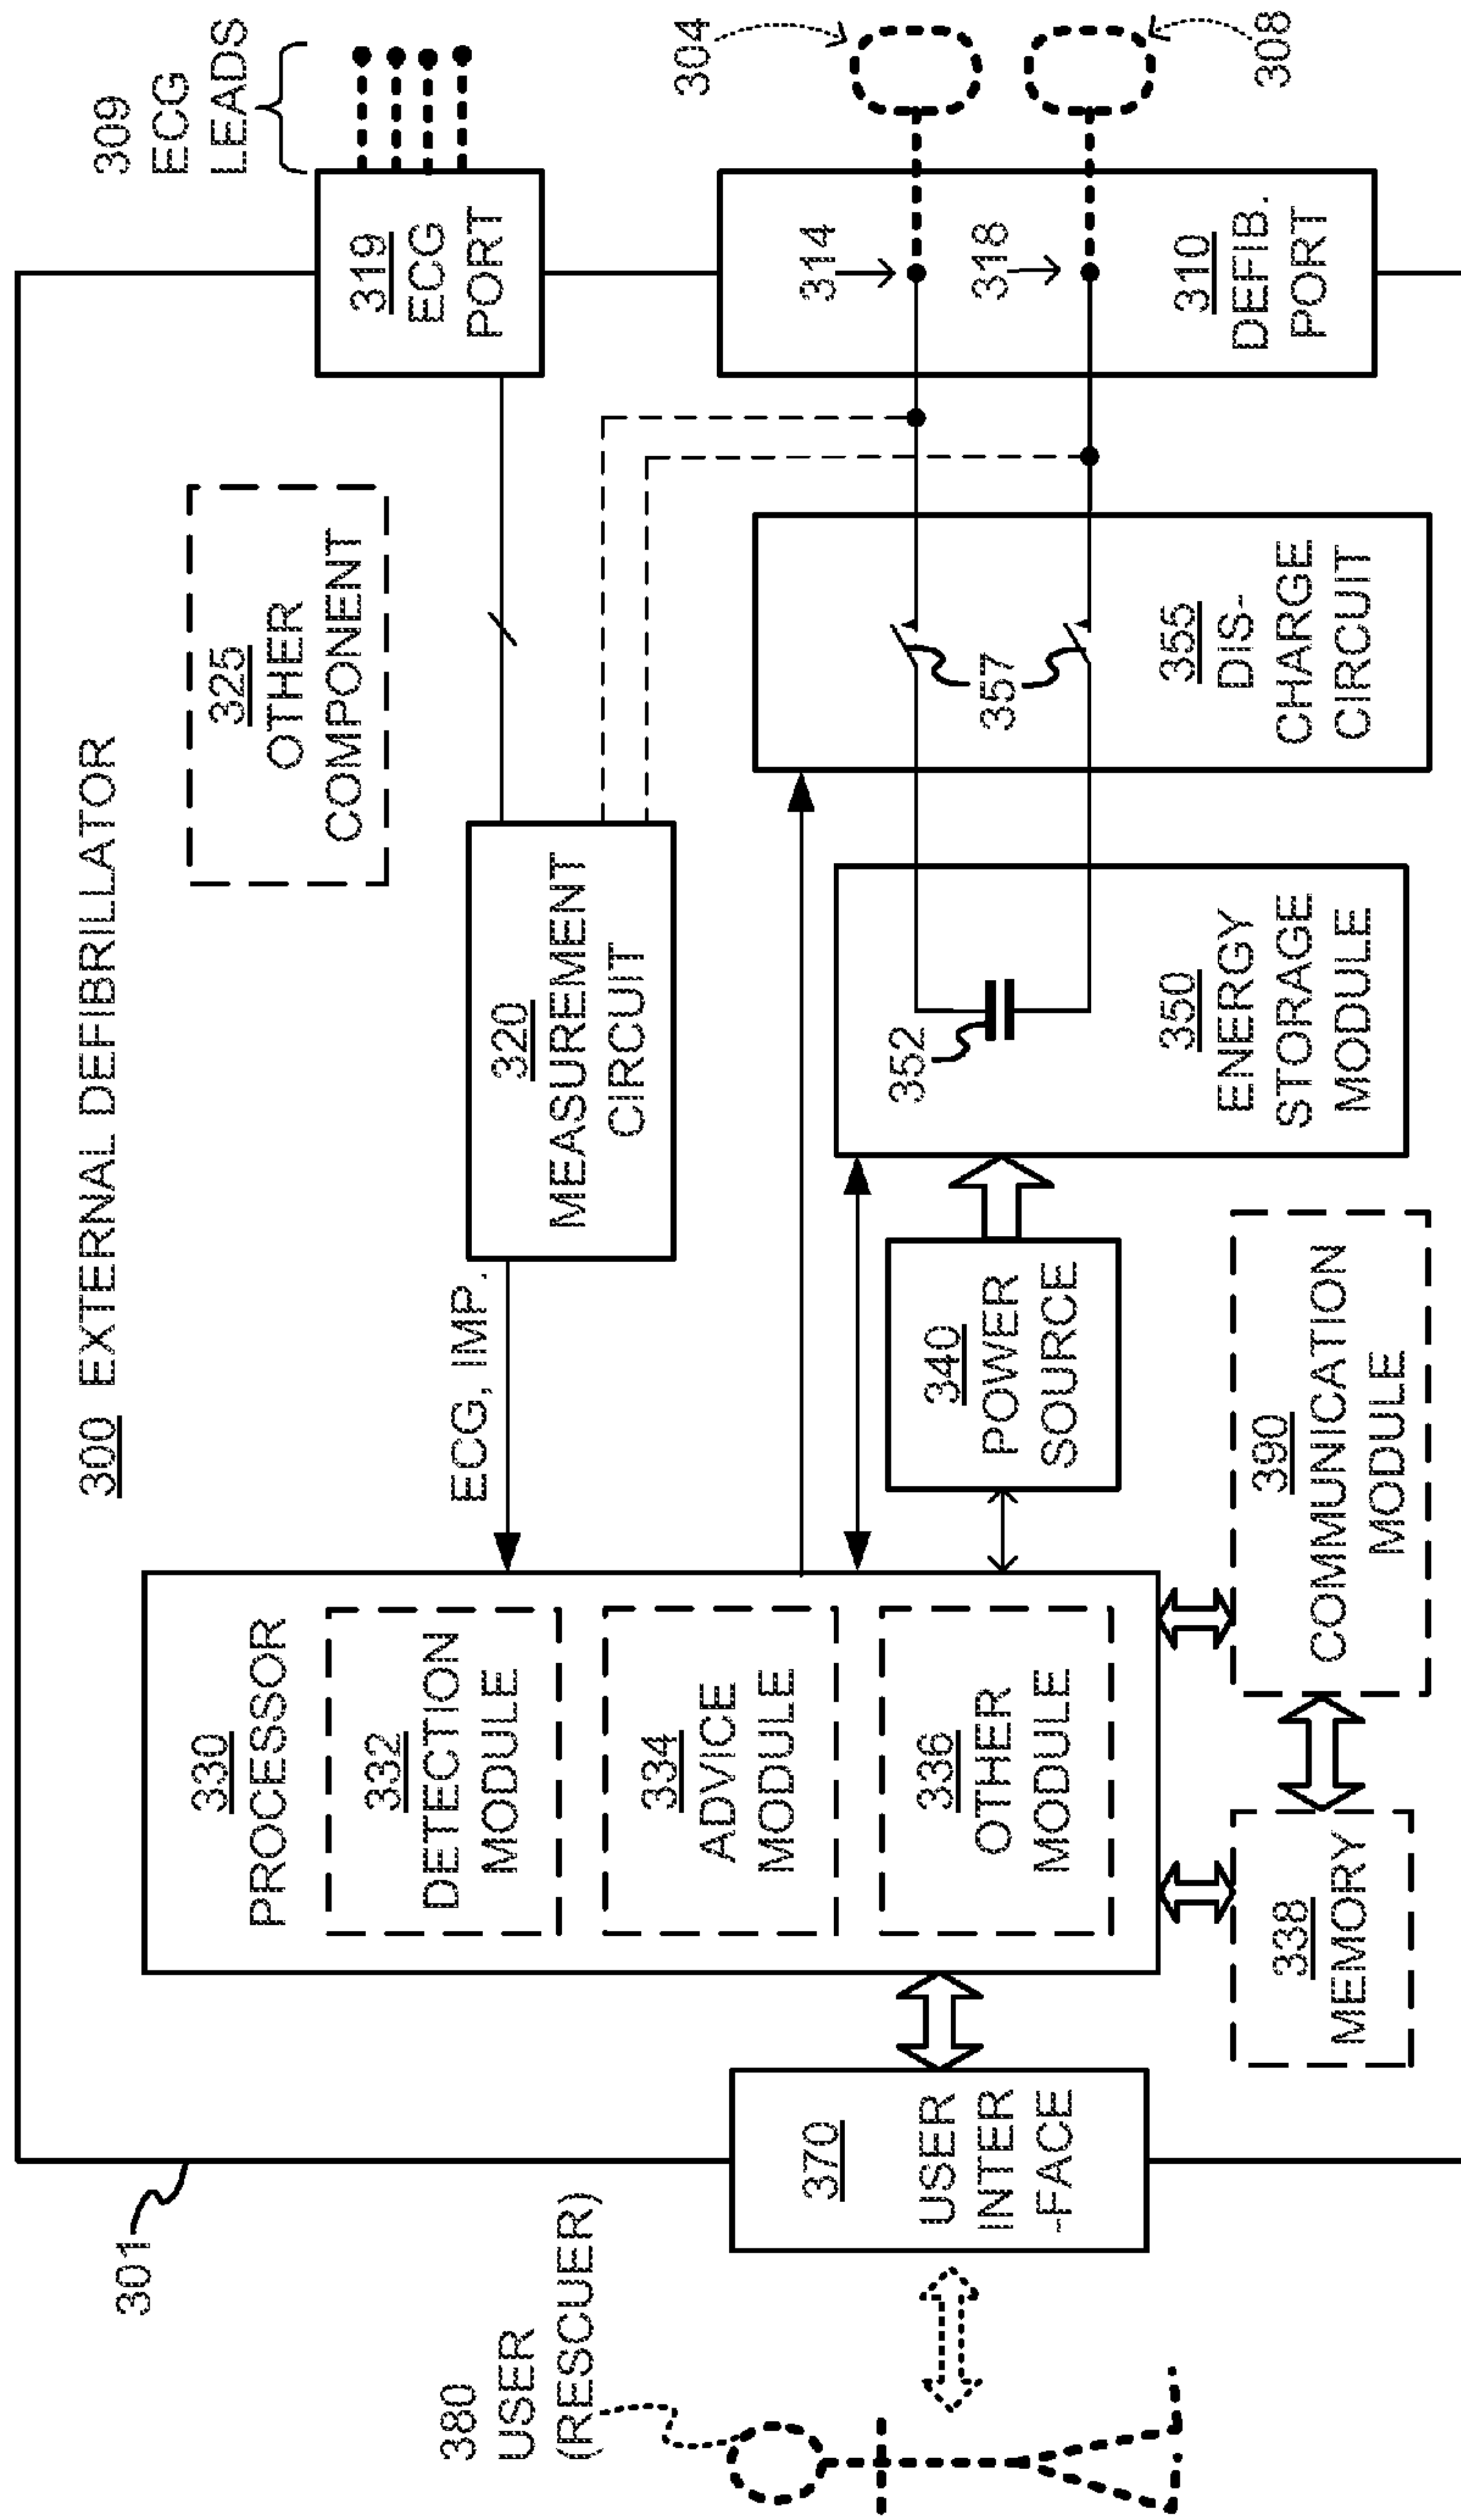 300 EXTERNAL DEFIBRILLATOR
301
309
ECG
LEADS
319
ECG
PORT
325
OTHER
COMPONENT
320
MEASUREMENT
CIRCUIT
ECG, IMP.
330
PROCESSOR
332
DETECTION
MODULE
334
ADVICE
MODULE
336
OTHER
MODULE
380
USER
(RESCUER)
370
USER
INTER
-FACE
338
MEMORY
390
COMMUNICATION
MODULE
340
POWER
SOURCE
352
350
ENERGY
STORAGE
MODULE
357
355
DIS-
CHARGE
CIRCUIT
314
318
310
DEFIB.
PORT
304
308